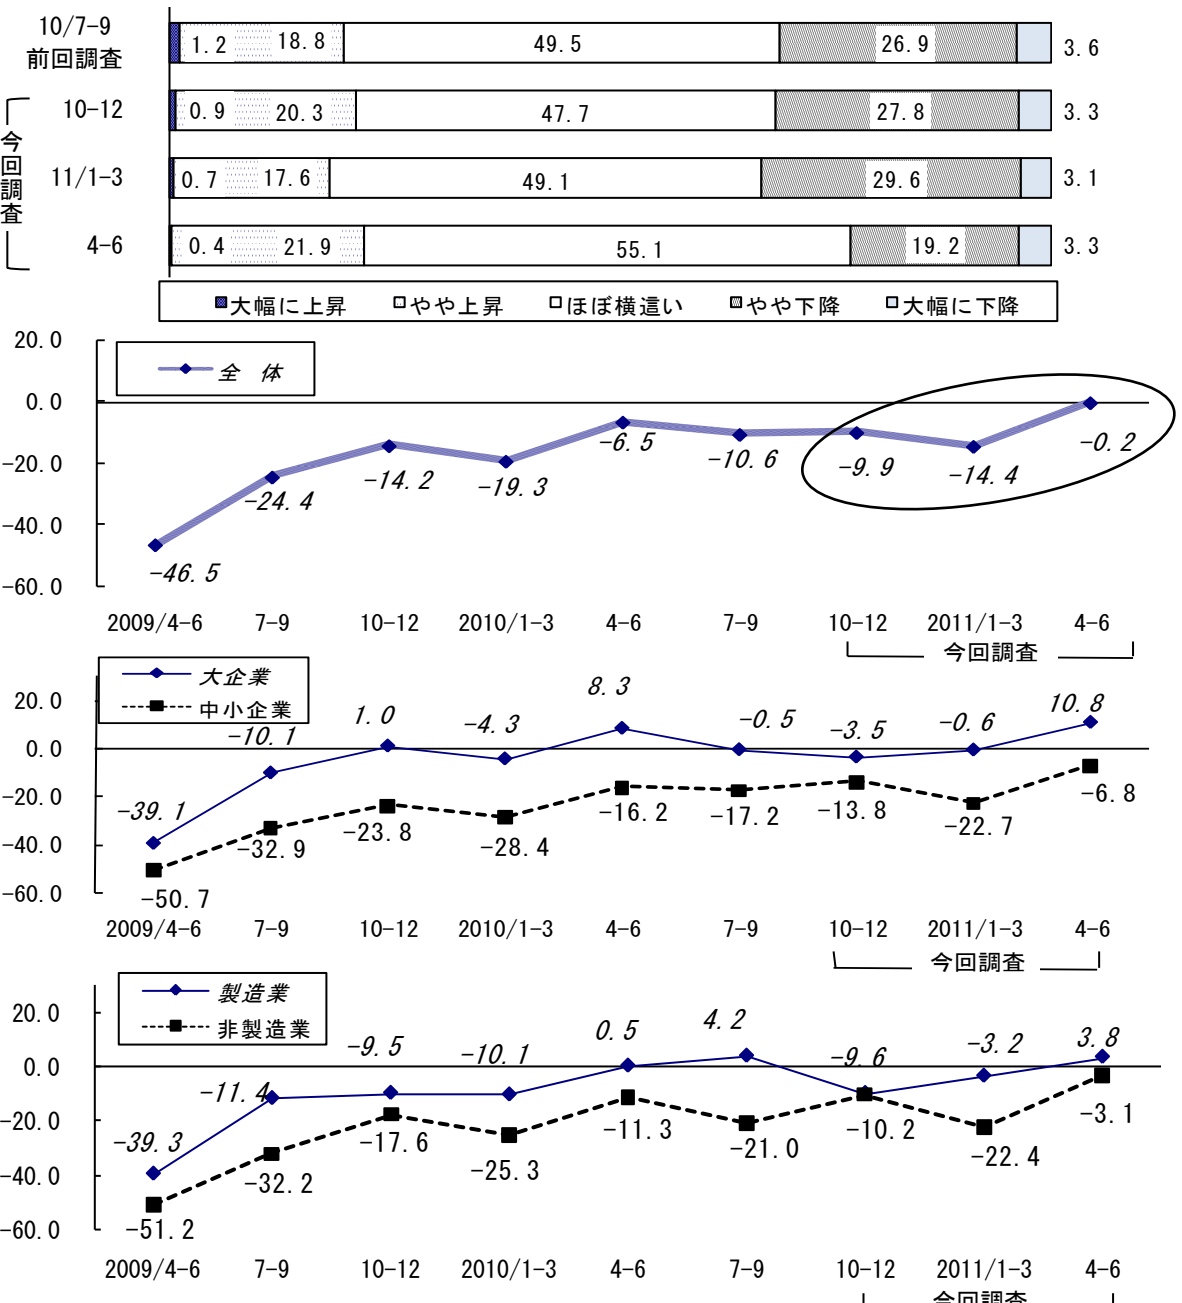 10/7-9
前回調査
1.2 18.8 49.5 26.9 3.6
今回調査
10-12 0.9 20.3 47.7 27.8 3.3
11/1-3 0.7 17.6 49.1 29.6 3.1
4-6 0.4 21.9 55.1 19.2 3.3
大幅に上昇 やや上昇 ほぼ横這い やや下降 大幅に下降
20.0
0.0
-20.0
-40.0
-60.0
全 体
-46.5 -24.4 -14.2 -19.3 -6.5 -10.6 -9.9 -14.4 -0.2
2009/4-6 7-9 10-12 2010/1-3 4-6 7-9 10-12 2011/1-3 4-6
今回調査
大企業
中小企業
20.0
0.0
-20.0
-40.0
-60.0
-39.1 -10.1 1.0 -4.3 8.3 -0.5 -3.5 -0.6 10.8
-50.7 -32.9 -23.8 -28.4 -16.2 -17.2 -13.8 -22.7 -6.8
2009/4-6 7-9 10-12 2010/1-3 4-6 7-9 10-12 2011/1-3 4-6
今回調査
製造業
非製造業
20.0
0.0
-20.0
-40.0
-60.0
-39.3 -11.4 -9.5 -10.1 0.5 4.2 -9.6 -3.2 3.8
-51.2 -32.2 -17.6 -25.3 -11.3 -21.0 -10.2 -22.4 -3.1
2009/4-6 7-9 10-12 2010/1-3 4-6 7-9 10-12 2011/1-3 4-6
今回調査